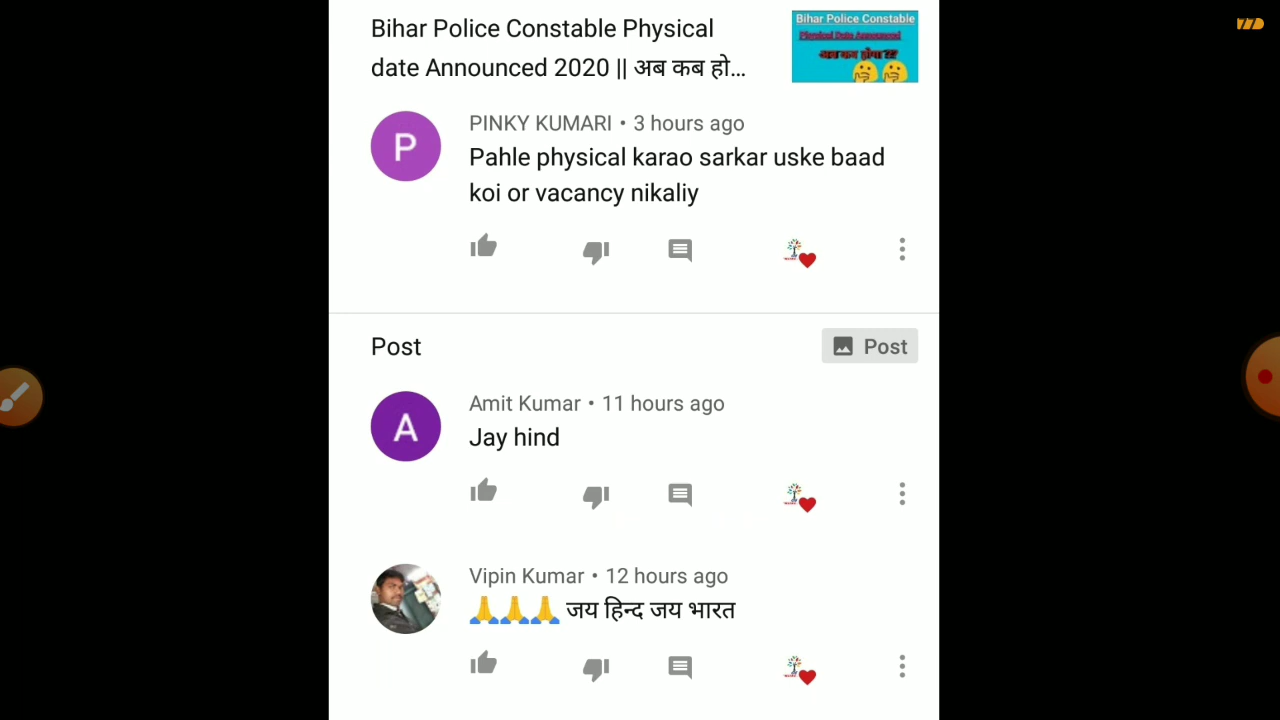 Bihar Police Constable Physical
date Announced 2020 || अब कब हो...
Bihar Police Constable
Physical Date Announced
अब कब होगा ??
P
PINKY KUMARI • 3 hours ago
Pahle physical karao sarkar uske baad
koi or vacancy nikaliy
Post
Post
A
Amit Kumar • 11 hours ago
Jay hind
Vipin Kumar • 12 hours ago
🙏🙏🙏 जय हिन्द जय भारत